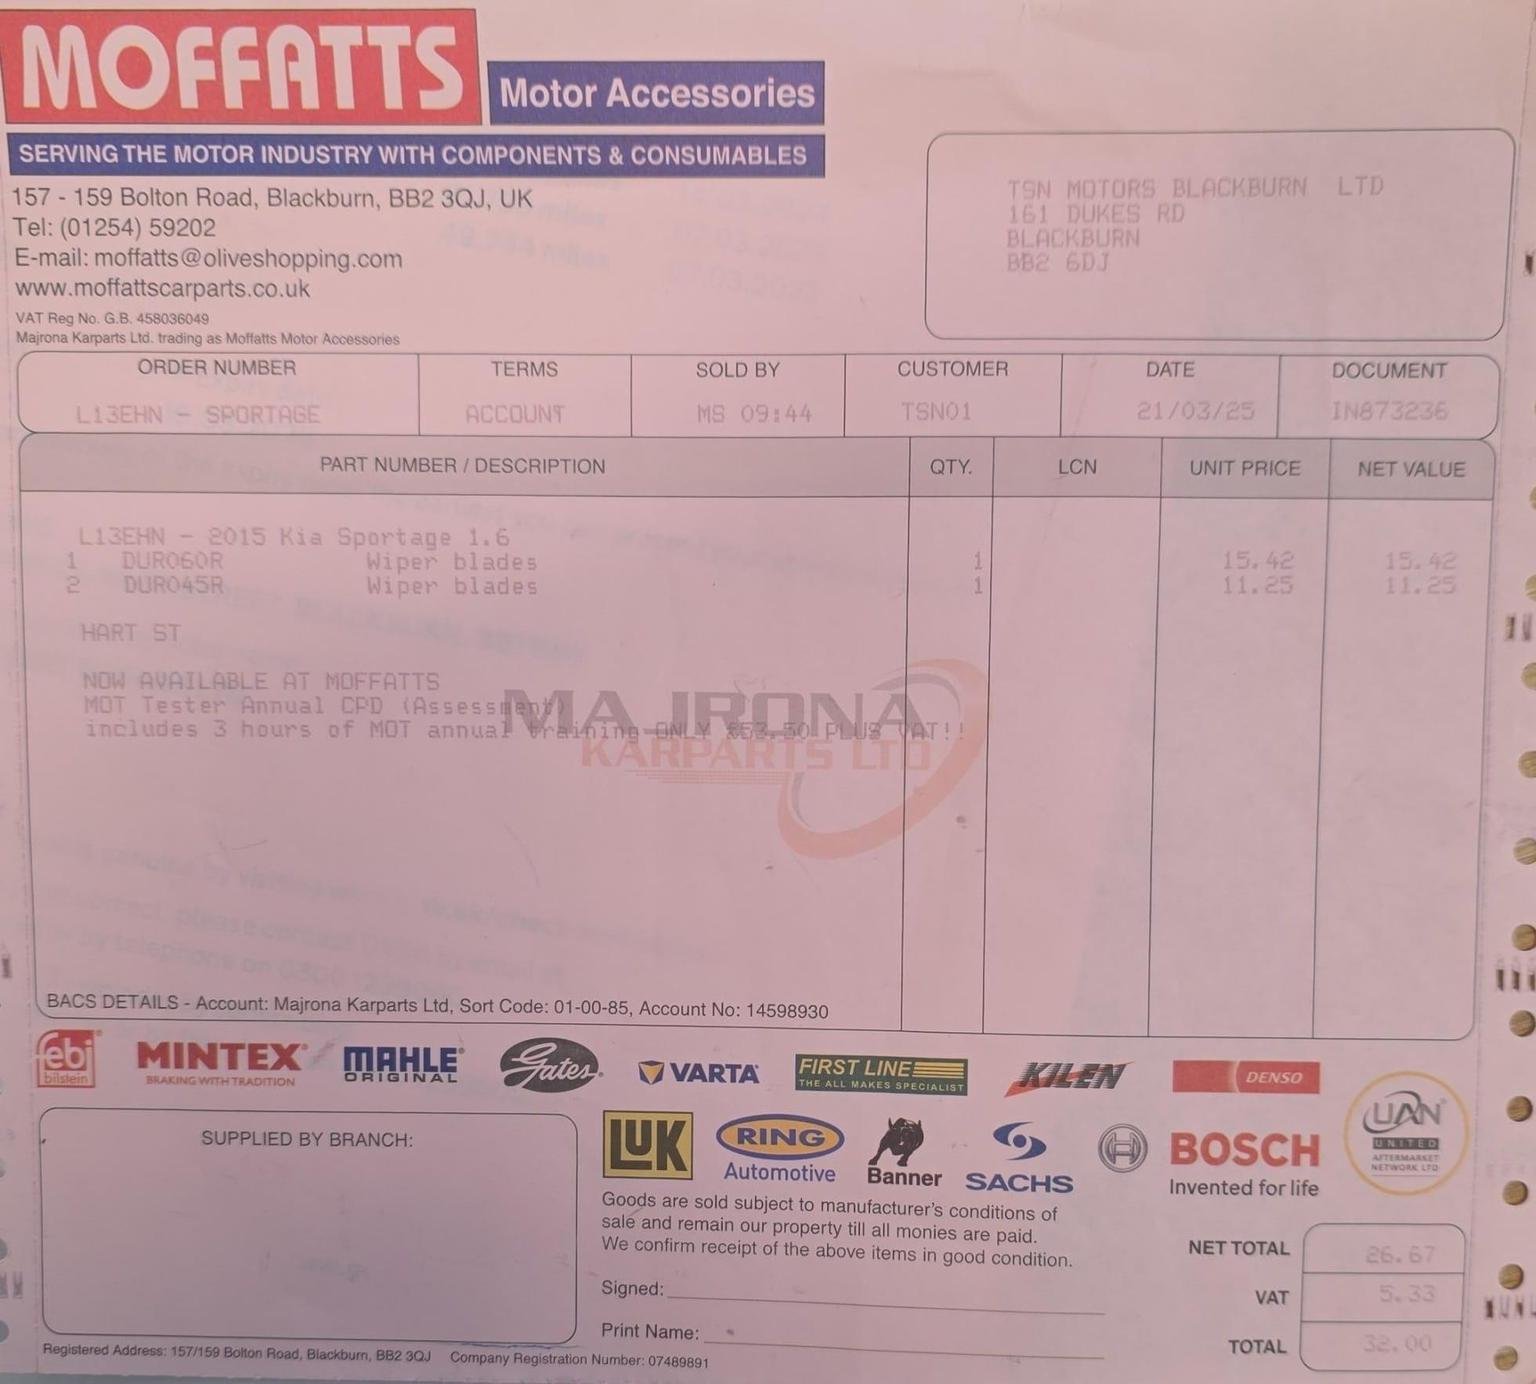 MOFFATTS
Motor Accessories
SERVING THE MOTOR INDUSTRY WITH COMPONENTS & CONSUMABLES
157 - 159 Bolton Road, Blackburn, BB2 3QJ, UK
Tel: (01254) 59202
E-mail: moffatts@oliveshopping.com
www.moffattscarparts.co.uk
VAT Reg No. G.B. 458036049
Majrona Karparts Ltd. trading as Moffatts Motor Accessories
TSN MOTORS BLACKBURN LTD
161 DUKES RD
BLACKBURN
BB2 6DJ
ORDER NUMBER TERMS SOLD BY CUSTOMER DATE DOCUMENT
L13EHN - SPORTAGE ACCOUNT MS 09:44 TSN01 21/03/25 IN873236
PART NUMBER / DESCRIPTION QTY. LCN UNIT PRICE NET VALUE
L13EHN - 2015 Kia Sportage 1.6
1 DUR060R Wiper blades 1 15.42 15.42
2 DUR045R Wiper blades 1 11.25 11.25
HART ST
NOW AVAILABLE AT MOFFATTS
MOT Tester Annual CPD (Assessment)
includes 3 hours of MOT annual training ONLY £53.50 PLUS VAT!!
MAJRONA
KARPARTS LTD
BACS DETAILS - Account: Majrona Karparts Ltd, Sort Code: 01-00-85, Account No: 14598930
febi bilstein
MINTEX
BRAKING WITH TRADITION
MAHLE
ORIGINAL
Gates
VARTA
FIRST LINE
THE ALL MAKES SPECIALIST
KILEN
DENSO
LUK
RING
Automotive
Banner
SACHS
BOSCH
Invented for life
UAN
UNITED
AFTERMARKET
NETWORK LTD
SUPPLIED BY BRANCH:
Goods are sold subject to manufacturer's conditions of
sale and remain our property till all monies are paid.
We confirm receipt of the above items in good condition.
Signed:
Print Name:
NET TOTAL 26.67
VAT 5.33
TOTAL 32.00
Registered Address: 157/159 Bolton Road, Blackburn, BB2 3QJ Company Registration Number: 07489891